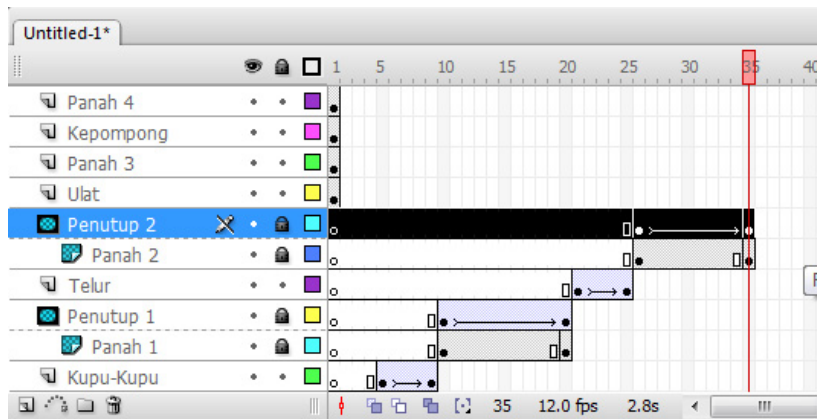 Untitled-1*
1 5 10 15 20 25 30 35 40
Panah 4
Kepompong
Panah 3
Ulat
Penutup 2
Panah 2
Telur
Penutup 1
Panah 1
Kupu-Kupu
35 12.0 fps 2.8s